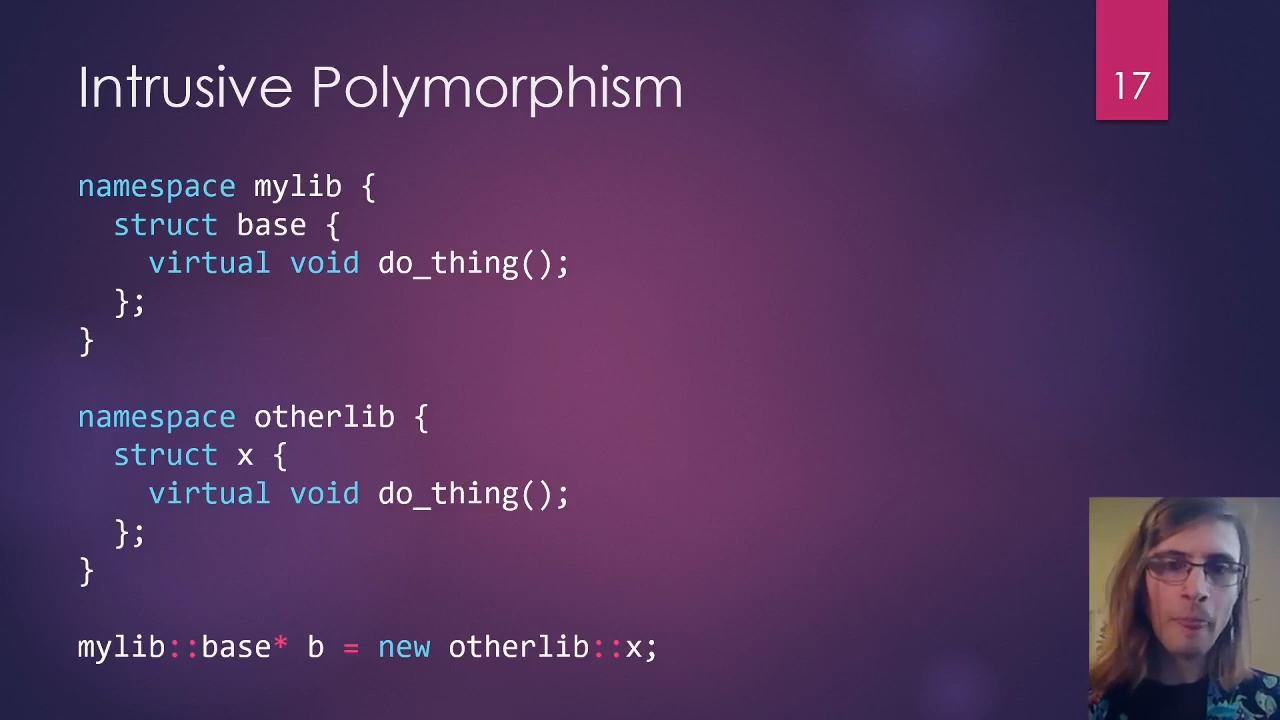 Intrusive Polymorphism
17
namespace mylib {
  struct base {
    virtual void do_thing();
  };
}
namespace otherlib {
  struct x {
    virtual void do_thing();
  };
}
mylib::base* b = new otherlib::x;